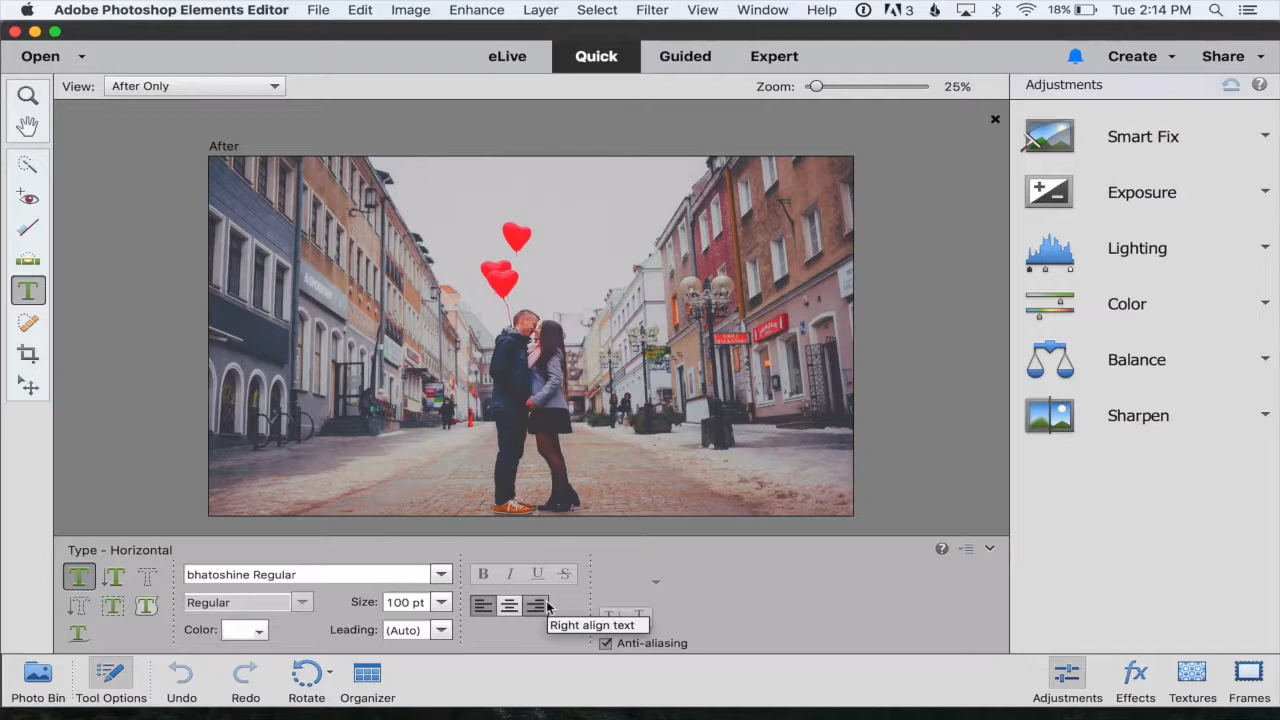 Adobe Photoshop Elements Editor File Edit Image Enhance Layer Select Filter View Window Help 3 18% Tue 2:14 PM
Open eLive Quick Guided Expert Create Share
View: After Only Zoom: 25% Adjustments
After
Smart Fix
Exposure
Lighting
Color
Balance
Sharpen
Type - Horizontal
bhatoshine Regular B I U S
Regular Size: 100 pt
Color: Leading: (Auto) Right align text
Anti-aliasing
Photo Bin Tool Options Undo Redo Rotate Organizer Adjustments Effects Textures Frames